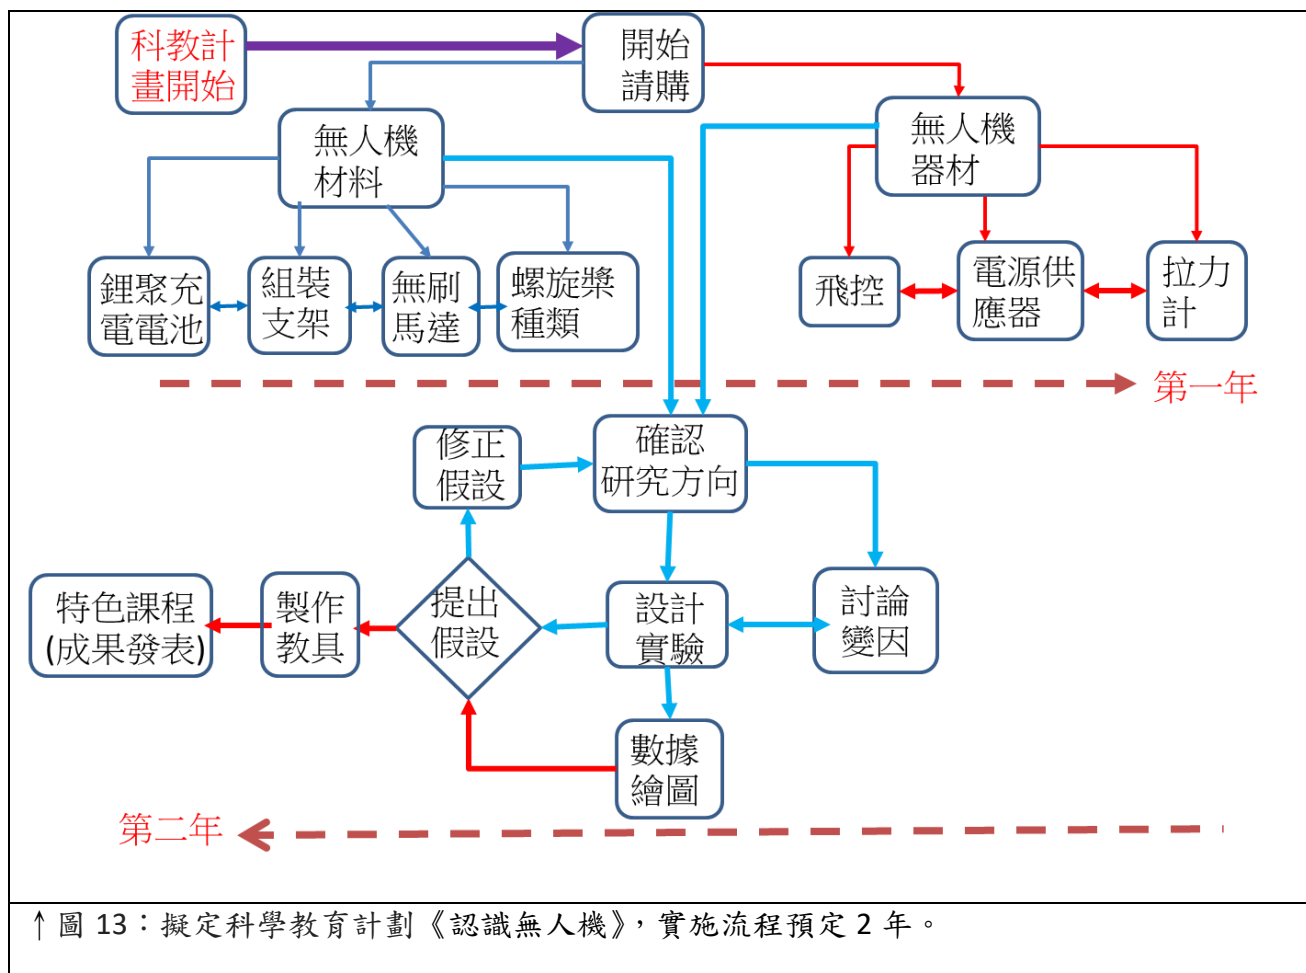 科教計
畫開始
開始
請購
無人機
材料
無人機
器材
鋰聚充
電電池
組裝
支架
無刷
馬達
螺旋槳
種類
飛控
電源供
應器
拉力
計
第一年
修正
假設
確認
研究方向
特色課程
(成果發表)
製作
教具
提出
假設
設計
實驗
討論
變因
數據
繪圖
第二年
↑圖 13：擬定科學教育計劃《認識無人機》，實施流程預定 2 年。